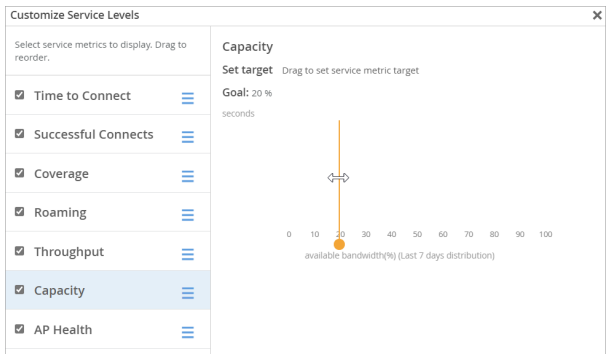 Customize Service Levels
Select service metrics to display. Drag to
reorder.
Time to Connect
Successful Connects
Coverage
Roaming
Throughput
Capacity
AP Health
Capacity
Set target Drag to set service metric target
Goal: 20 %
seconds
0 10 20 30 40 50 60 70 80 90 100
available bandwidth(%) (Last 7 days distribution)